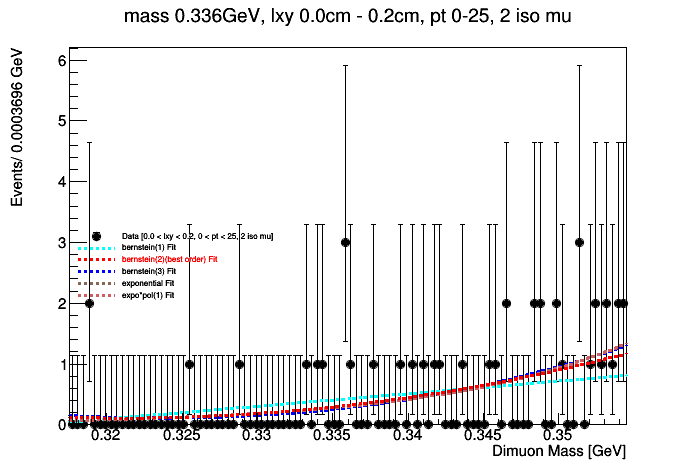 mass 0.336GeV, lxy 0.0cm - 0.2cm, pt 0-25, 2 iso mu
Events/ 0.0003696 GeV
6
5
4
3
2
1
0
Data [0.0 < lxy < 0.2, 0 < pt < 25, 2 iso mu]
bernstein(1) Fit
bernstein(2)(best order) Fit
bernstein(3) Fit
exponential Fit
expo*pol(1) Fit
0.32 0.325 0.33 0.335 0.34 0.345 0.35
Dimuon Mass [GeV]